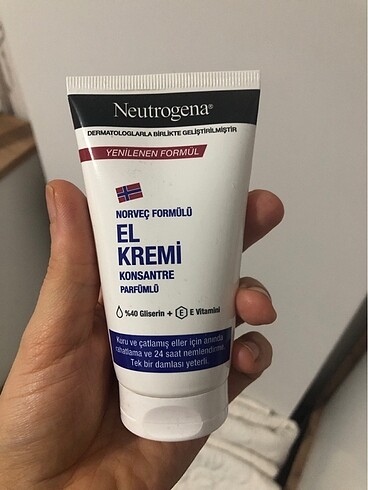 Neutrogena®
DERMATOLOGLARLA BİRLİKTE GELİŞTİRİLMİŞTİR
YENİLENEN FORMÜL
NORVEÇ FORMÜLÜ
EL
KREMİ
KONSANTRE
PARFÜMLÜ
%40 Gliserin + E E Vitamini
Kuru ve çatlamış eller için anında
rahatlama ve 24 saat nemlendirme.
Tek bir damlası yeterli.